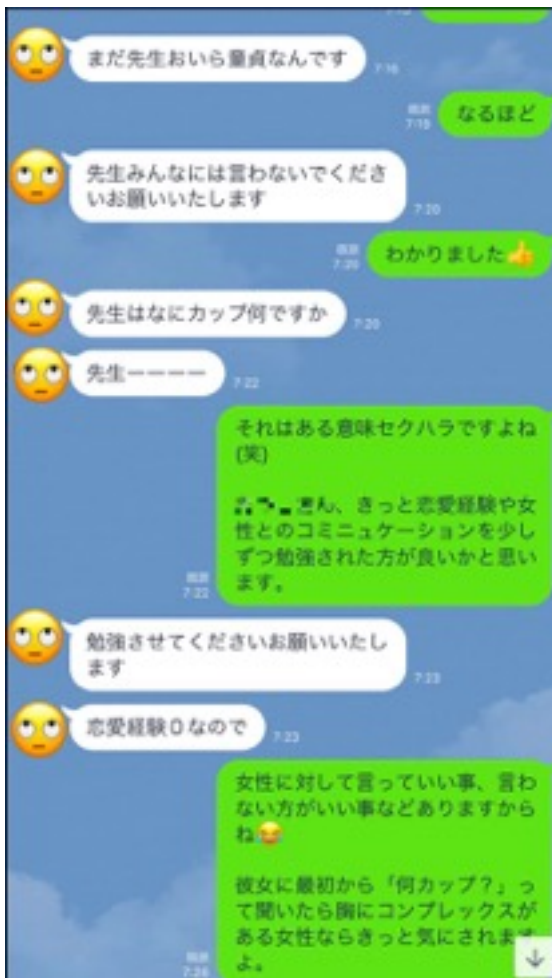 まだ先生おいら童貞なんです
7:16
なるほど
既読
7:19
先生みんなには言わないでくださ
いお願いいたします
7:20
既読
7:20
わかりました👍
先生はなにカップ何ですか
7:20
先生ーーーー
7:22
それはある意味セクハラですよね
(笑)
さん、きっと恋愛経験や女
性とのコミニュケーションを少し
ずつ勉強された方が良いかと思い
ます。
既読
7:22
勉強させてくださいお願いいたし
ます
7:23
恋愛経験0なので
7:23
女性に対して言っていい事、言わ
ない方がいい事などありますから
ね😂
彼女に最初から「何カップ?」っ
て聞いたら胸にコンプレックスが
ある女性ならきっと気にされます
よ。
既読
7:26